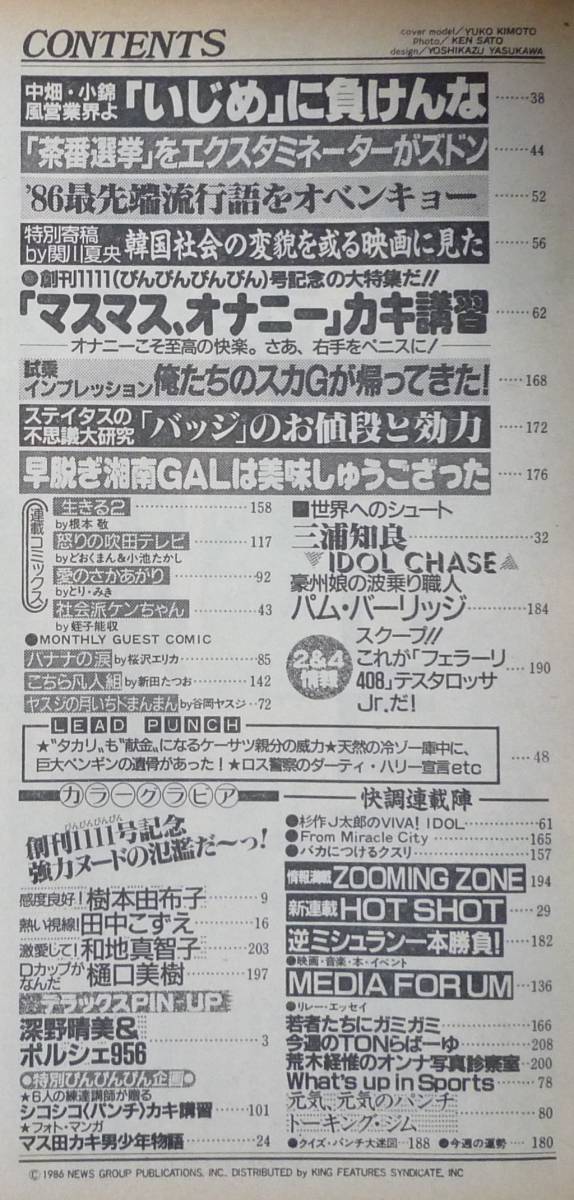 CONTENTS
cover model/YUKO KIMOTO
Photo/KEN SATO
design/YOSHIKAZU YASUKAWA
中畑・小錦
風営業界よ
「いじめ」に負けんな……38
「茶番選挙」をエクスタミネーターがズドン……44
'86最先端流行語をオベンキョー……52
特別寄稿
by関川夏央
韓国社会の変貌を或る映画に見た……56
●創刊1111(ぴんぴんぴんぴん)号記念の大特集だ!!
「マスマス、オナニー」カキ講習……62
オナニーこそ至高の快楽。さあ、右手をペニスに!
試乗
インプレッション
俺たちのスカGが帰ってきた!……168
ステイタスの
不思議大研究
「バッジ」のお値段と効力……172
早脱ぎ湘南GALは美味しゅうござった……176
連載コミックス
生きる2……158
by根本 敬
怒りの吹田テレビ……117
byどおくまん&小池たかし
愛のさかあがり……92
byとり・みき
社会派ケンちゃん……43
by蛭子能収
●MONTHLY GUEST COMIC
バナナの涙by桜沢エリカ……85
こちら凡人組by新田たつお……142
ヤスジの月いちドまんまんby谷岡ヤスジ…72
■世界へのシュート
三浦知良……32
IDOL CHASE
豪州娘の波乗り職人
パム・バーリッジ……184
2&4
情報
スクープ!!
これが「フェラーリ
408」テスタロッサ
Jr.だ!
……190
LEAD PUNCH
★"タカリ"も"献金"になるケーサツ親分の威力★天然の冷ゾー庫中に、
巨大ペンギンの遺骨があった!★ロス警察のダーティ・ハリー宣言etc
……48
カラーグラビア
創刊1111号記念
ぴんぴんぴんぴん
強力ヌードの氾濫だ〜っ!
感度良好!樹本由布子……9
熱い視線!田中こずえ……16
激愛して!和地真智子……203
Dカップが
なんだ
樋口美樹……197
デラックスPIN-UP
深野晴美&
ポルシェ956
……3
●特別ぴんぴんぴん企画●
★6人の練達講師が贈る
シコシコ〈パンチ〉カキ講習……101
★フォト・マンガ
マス田カキ男少年物語……24
快調連載陣
●杉作J太郎のVIVA! IDOL……61
●From Miracle City……165
●バカにつけるクスリ……157
情報満載 ZOOMING ZONE 194
新連載 HOT SHOT……29
逆ミシュラン一本勝負!……182
●映画・音楽・本・イベント
MEDIA FORUM……136
●リレー・エッセイ
若者たちにガミガミ……166
今週のTONらばーゆ……208
荒木経惟のオンナ写真診察室…200
What's up in Sports……78
元気、元気のパンチ
トーキング・ジム
……80
●クイズ・パンチ大迷図…188 ●今週の運勢……180
©1986 NEWS GROUP PUBLICATIONS, INC. DISTRIBUTED by KING FEATURES SYNDICATE, INC